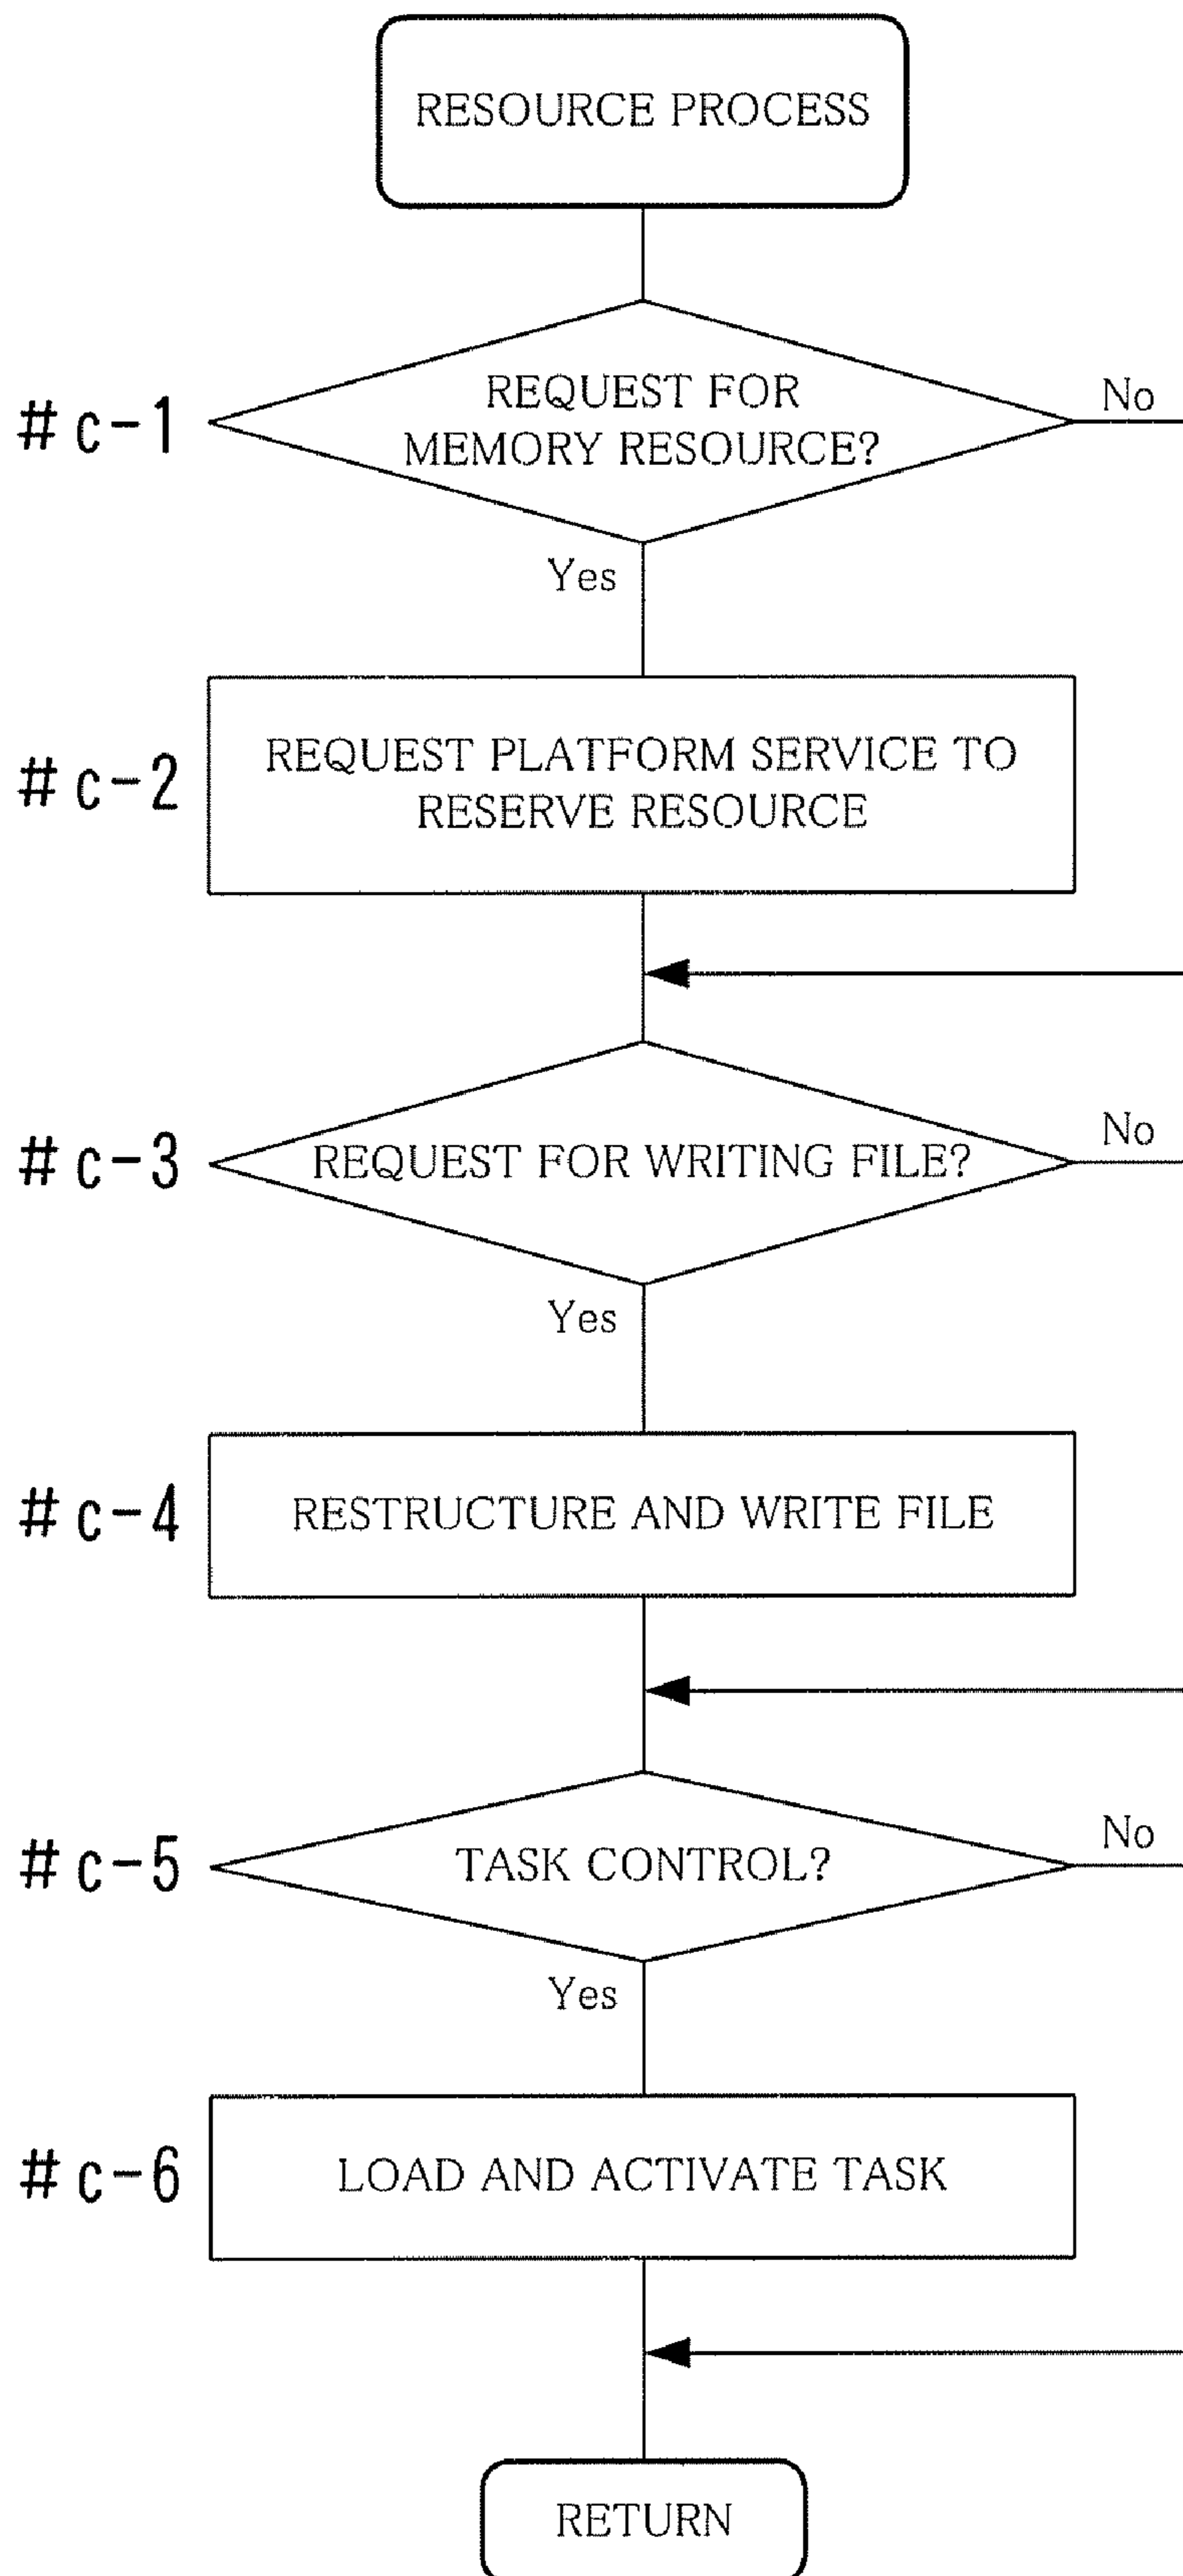 RESOURCE PROCESS
#c-1
REQUEST FOR
MEMORY RESOURCE?
No
Yes
#c-2
REQUEST PLATFORM SERVICE TO
RESERVE RESOURCE
#c-3
REQUEST FOR WRITING FILE?
No
Yes
#c-4
RESTRUCTURE AND WRITE FILE
#c-5
TASK CONTROL?
No
Yes
#c-6
LOAD AND ACTIVATE TASK
RETURN